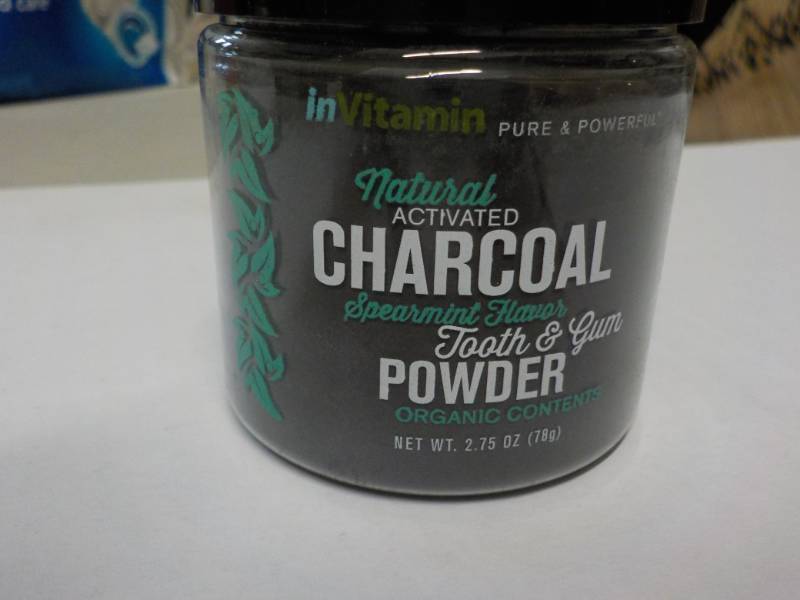 d care
inVitamin PURE & POWERFUL
Natural
ACTIVATED
CHARCOAL
Spearmint Flavor
Tooth & Gum
POWDER
ORGANIC CONTENTS
NET WT. 2.75 OZ (78g)